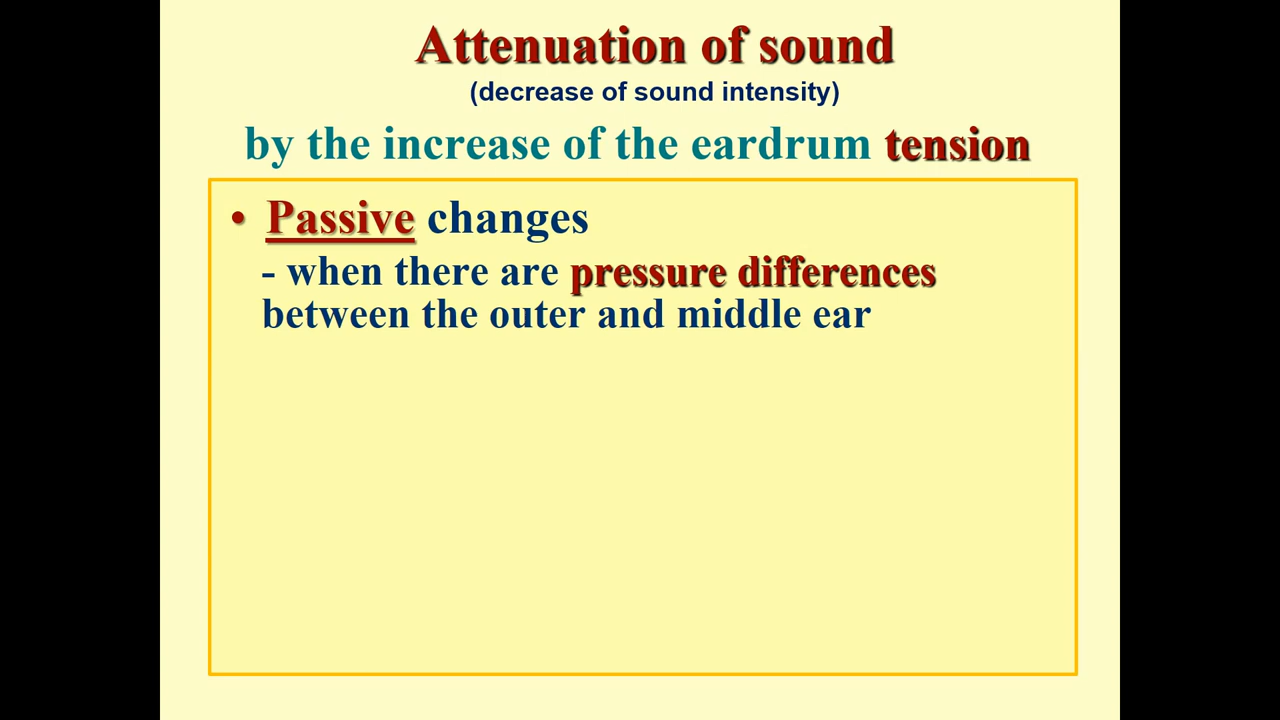 Attenuation of sound
(decrease of sound intensity)
by the increase of the eardrum tension
• Passive changes
- when there are pressure differences
between the outer and middle ear